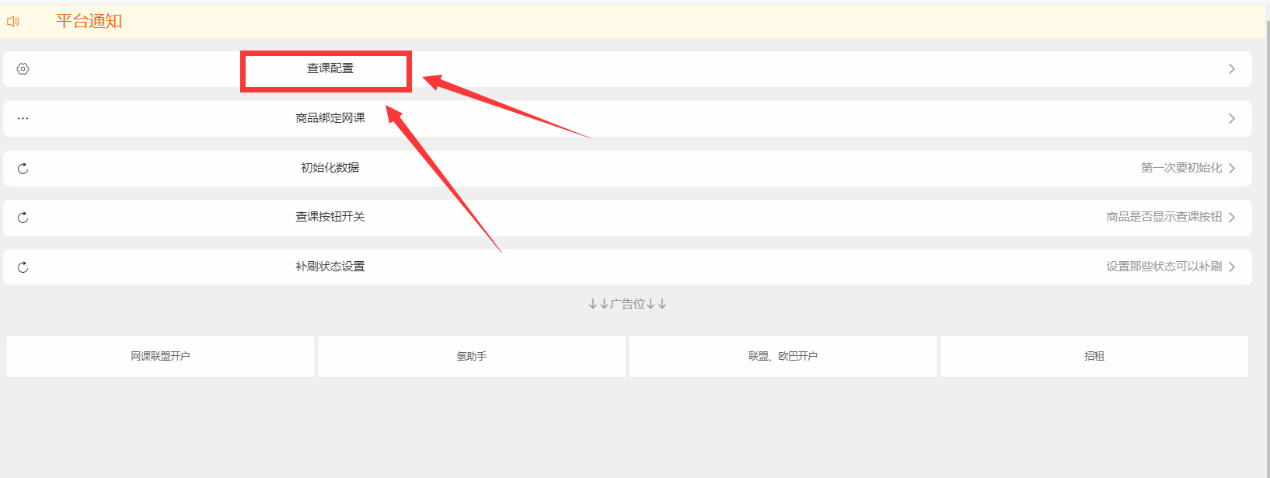 平台通知
查课配置
商品绑定网课
初始化数据 第一次要初始化
查课按钮开关 商品是否显示查课按钮
补刷状态设置 设置那些状态可以补刷
↓↓广告位↓↓
网课联盟开户 氢助手 联盟、欧巴开户 招租